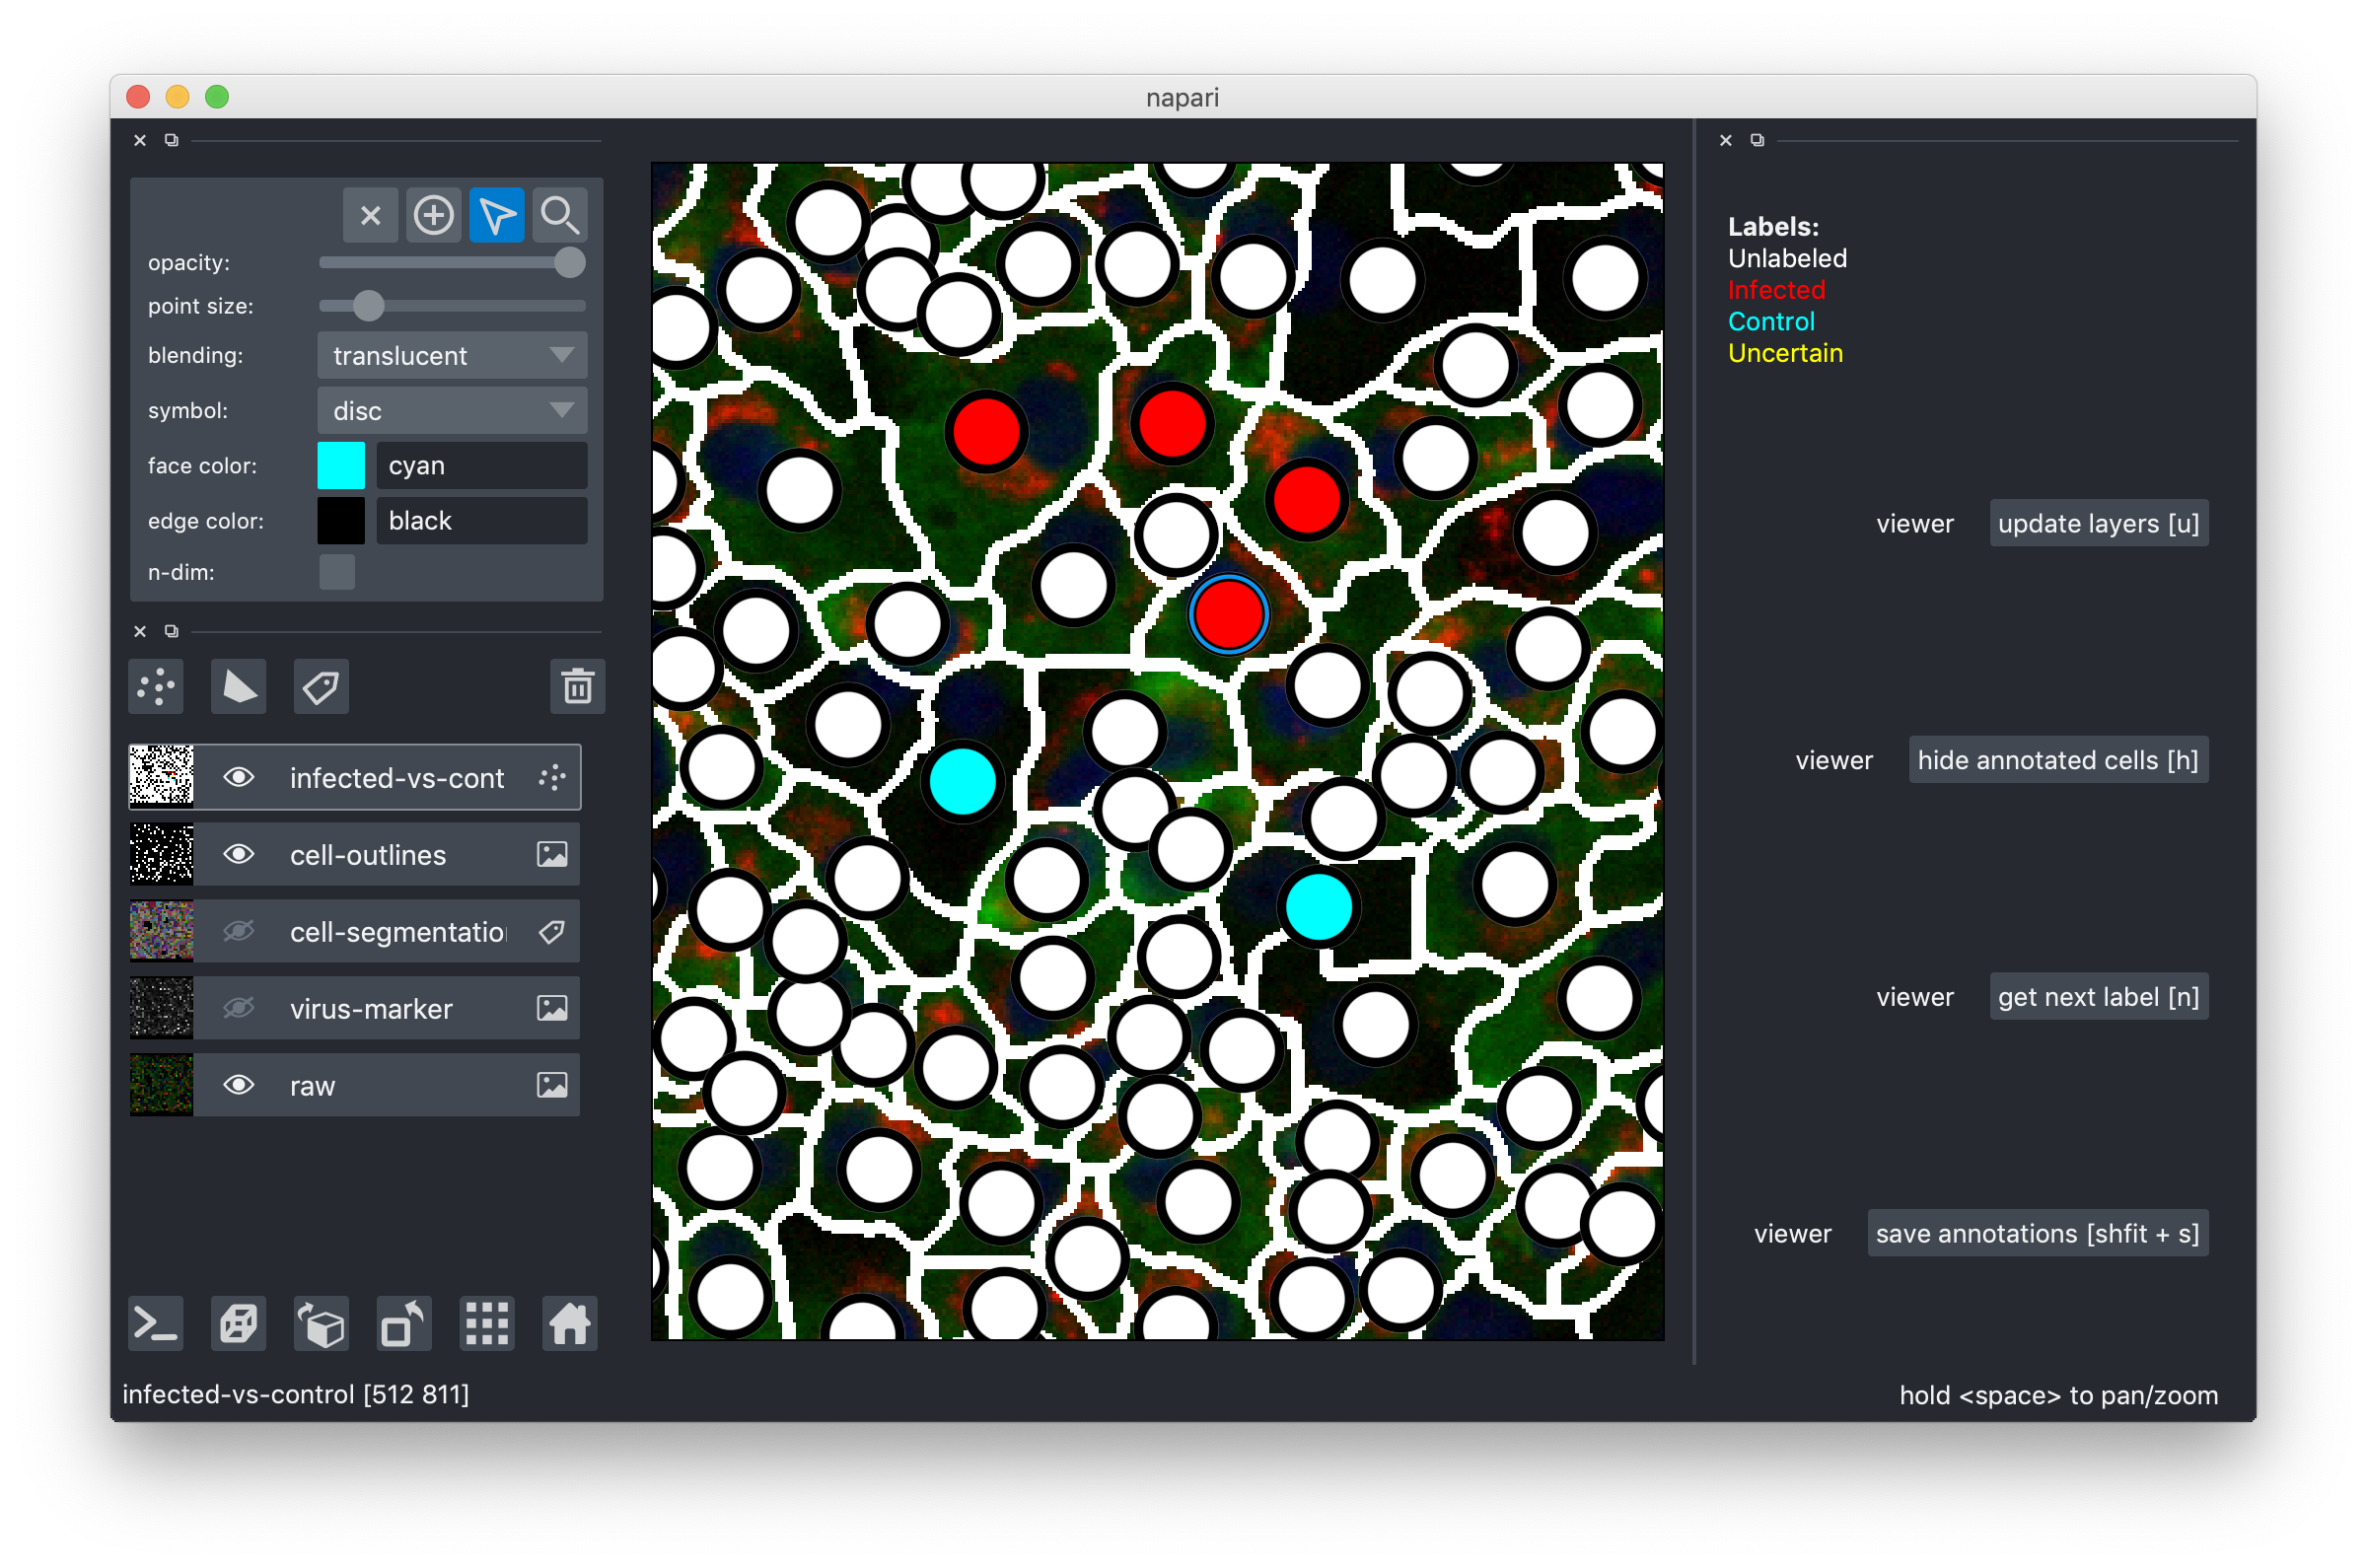 napari
opacity:
point size:
blending: translucent
symbol: disc
face color: cyan
edge color: black
n-dim:
infected-vs-cont
cell-outlines
cell-segmentatio
virus-marker
raw
infected-vs-control [512 811]
Labels:
Unlabeled
Infected
Control
Uncertain
viewer update layers [u]
viewer hide annotated cells [h]
viewer get next label [n]
viewer save annotations [shfit + s]
hold <space> to pan/zoom